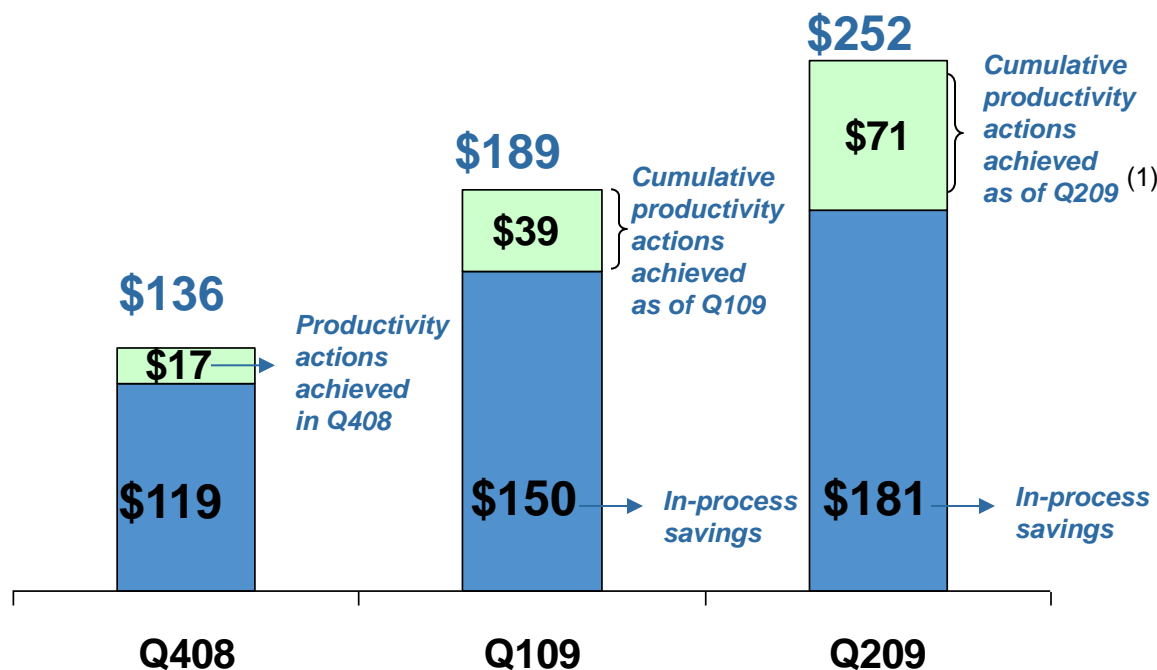 $252
Cumulative
productivity
actions
achieved
as of Q209 (1)
$71
$189
Cumulative
productivity
actions
achieved
as of Q109
$39
$136
Productivity
actions
achieved
in Q408
$17
$119
$150
In-process
savings
$181
In-process
savings
Q408
Q109
Q209